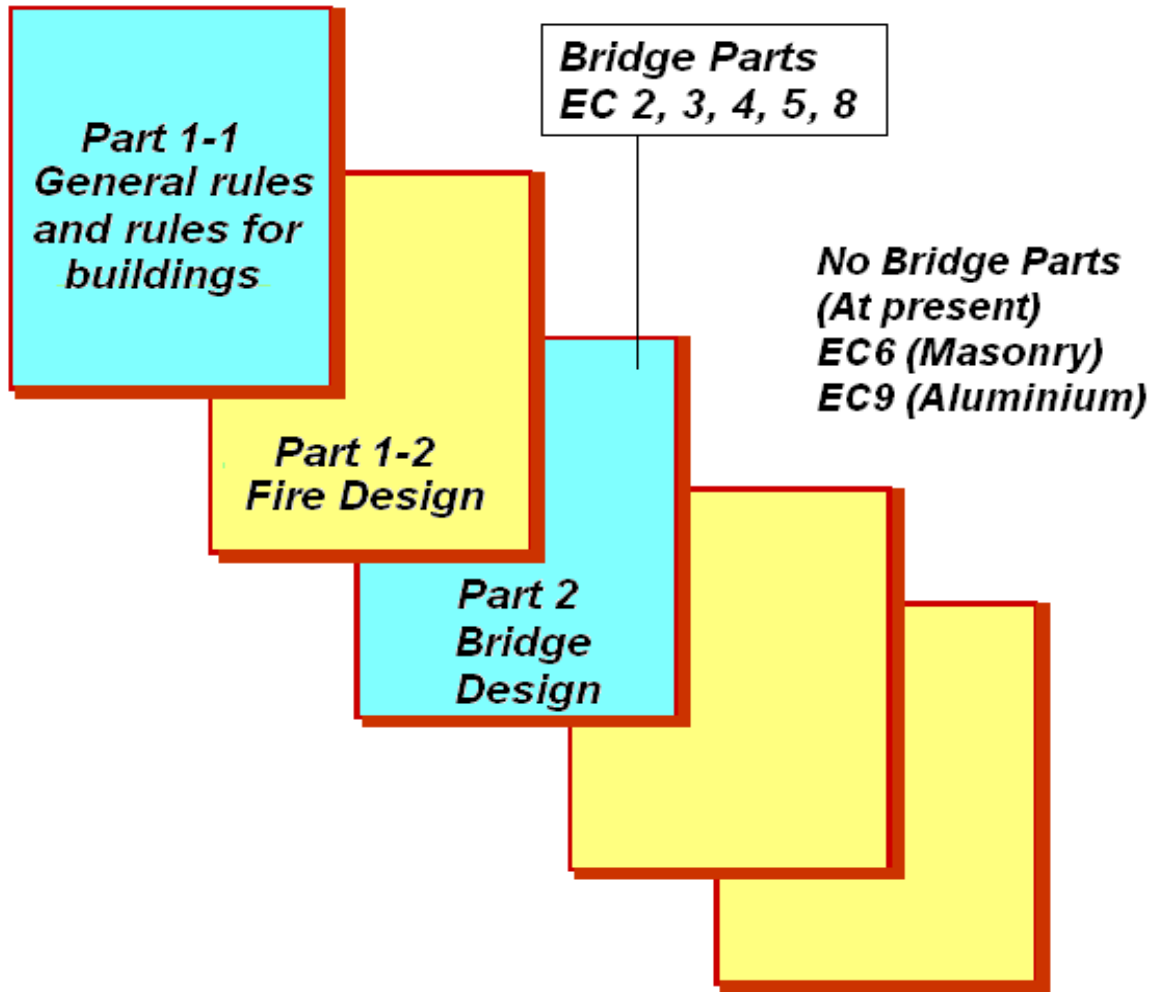 Part 1-1
General rules
and rules for
buildings
Bridge Parts
EC 2, 3, 4, 5, 8
No Bridge Parts
(At present)
EC6 (Masonry)
EC9 (Aluminium)
Part 1-2
Fire Design
Part 2
Bridge
Design